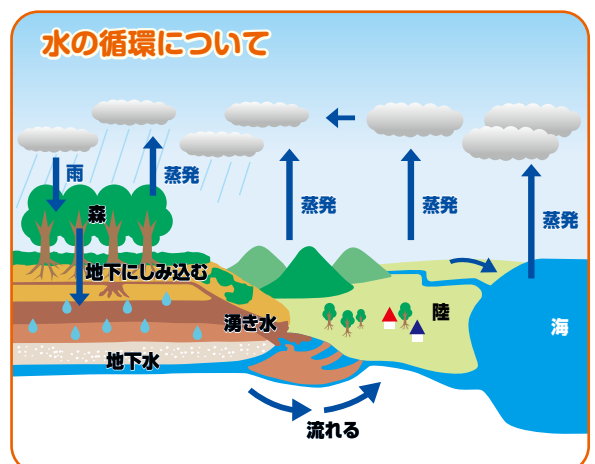 水の循環について
雨
蒸発
蒸発
蒸発
蒸発
森
地下にしみ込む
湧き水
陸
海
地下水
流れる